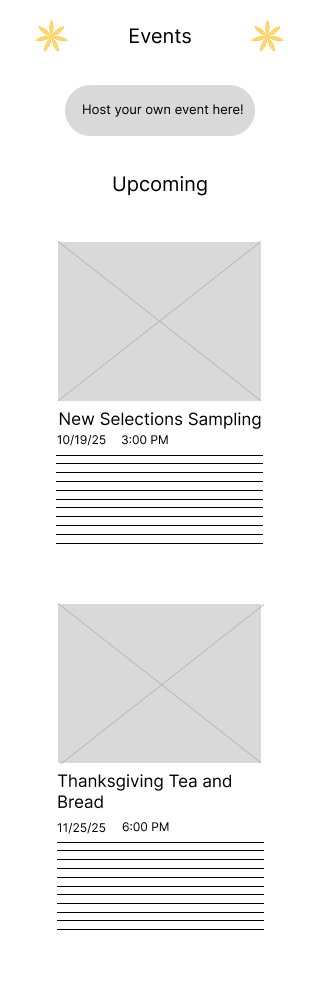 Events
Host your own event here!
Upcoming
New Selections Sampling
10/19/25 3:00 PM
Thanksgiving Tea and
Bread
11/25/25 6:00 PM